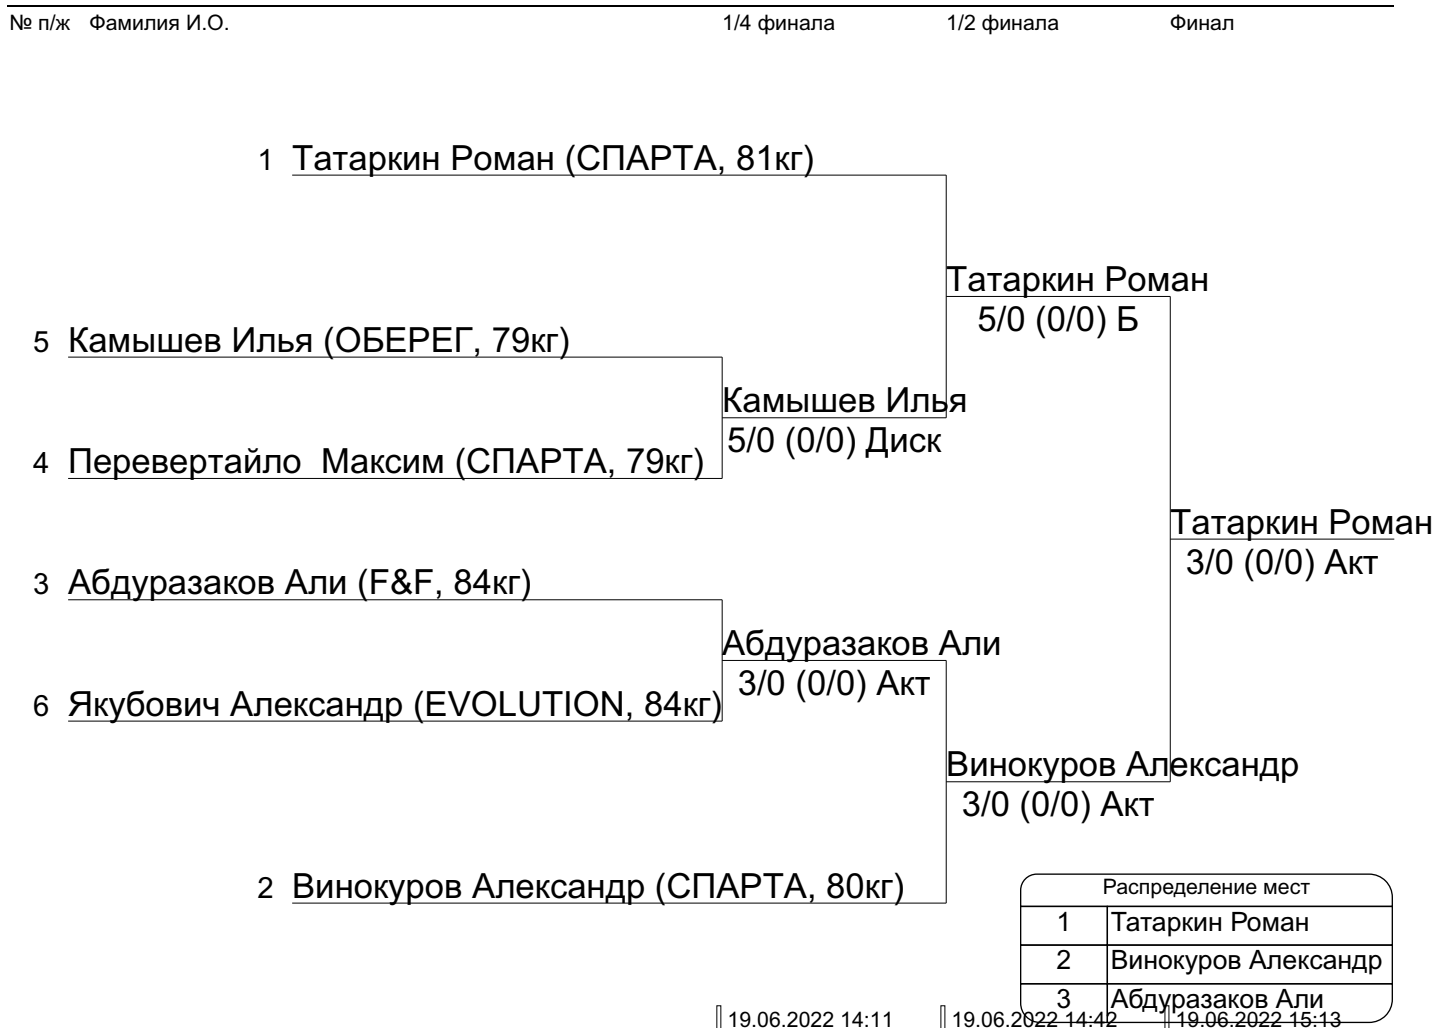 № п/ж Фамилия И.О. 1/4 финала 1/2 финала Финал
1 Татаркин Роман (СПАРТА, 81кг)
Татаркин Роман
5/0 (0/0) Б
5 Камышев Илья (ОБЕРЕГ, 79кг)
Камышев Илья
5/0 (0/0) Диск
4 Перевертайло Максим (СПАРТА, 79кг)
Татаркин Роман
3/0 (0/0) Акт
3 Абдуразаков Али (F&F, 84кг)
Абдуразаков Али
3/0 (0/0) Акт
6 Якубович Александр (EVOLUTION, 84кг)
Винокуров Александр
3/0 (0/0) Акт
2 Винокуров Александр (СПАРТА, 80кг)
Распределение мест
1 Татаркин Роман
2 Винокуров Александр
3 Абдуразаков Али
19.06.2022 14:11 19.06.2022 14:42 19.06.2022 15:13